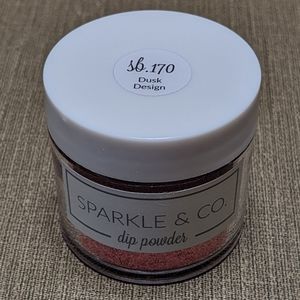 sb.170
Dusk
Design
SPARKLE & CO.
dip powder